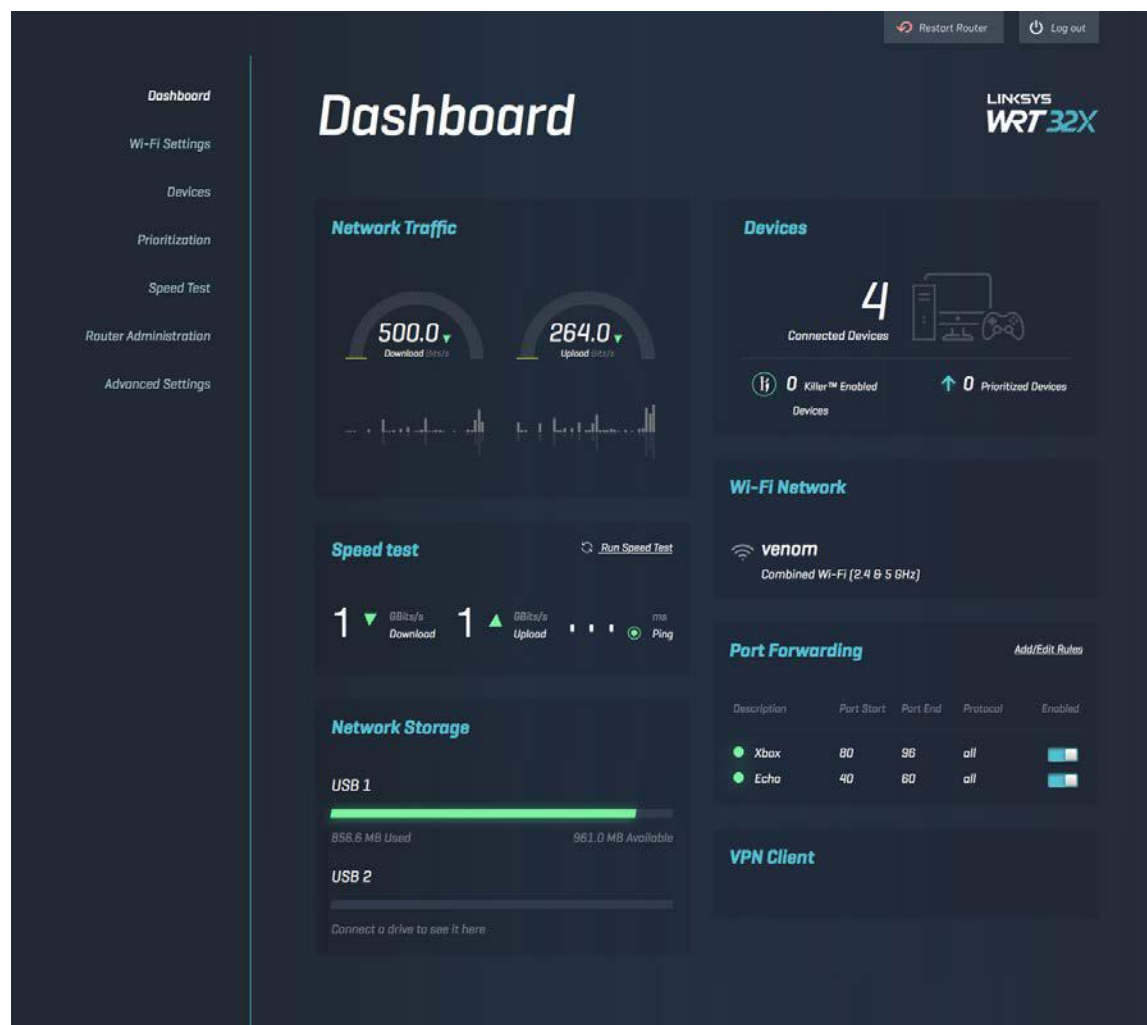 Restart Router
Log out
Dashboard
Wi-Fi Settings
Devices
Prioritization
Speed Test
Router Administration
Advanced Settings
Dashboard
LINKSYS
WRT 32X
Network Traffic
500.0
Download Bits/s
264.0
Upload Bits/s
Devices
4
Connected Devices
0 Killer™ Enabled
Devices
0 Prioritized Devices
Wi-Fi Network
venom
Combined Wi-Fi (2.4 & 5 GHz)
Speed test
Run Speed Test
1 GBits/s
Download
1 GBits/s
Upload
ms
Ping
Port Forwarding
Add/Edit Rules
Description Port Start Port End Protocol Enabled
Xbox 80 96 all
Echo 40 60 all
Network Storage
USB 1
856.6 MB Used 961.0 MB Available
USB 2
Connect a drive to see it here
VPN Client